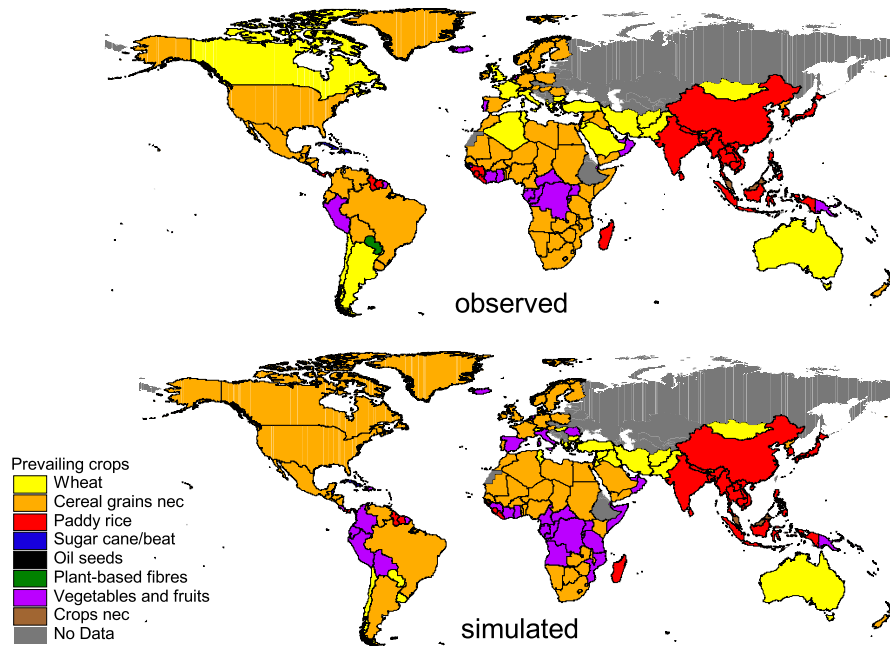 observed
Prevailing crops
Wheat
Cereal grains nec
Paddy rice
Sugar cane/beat
Oil seeds
Plant-based fibres
Vegetables and fruits
Crops nec
No Data
simulated